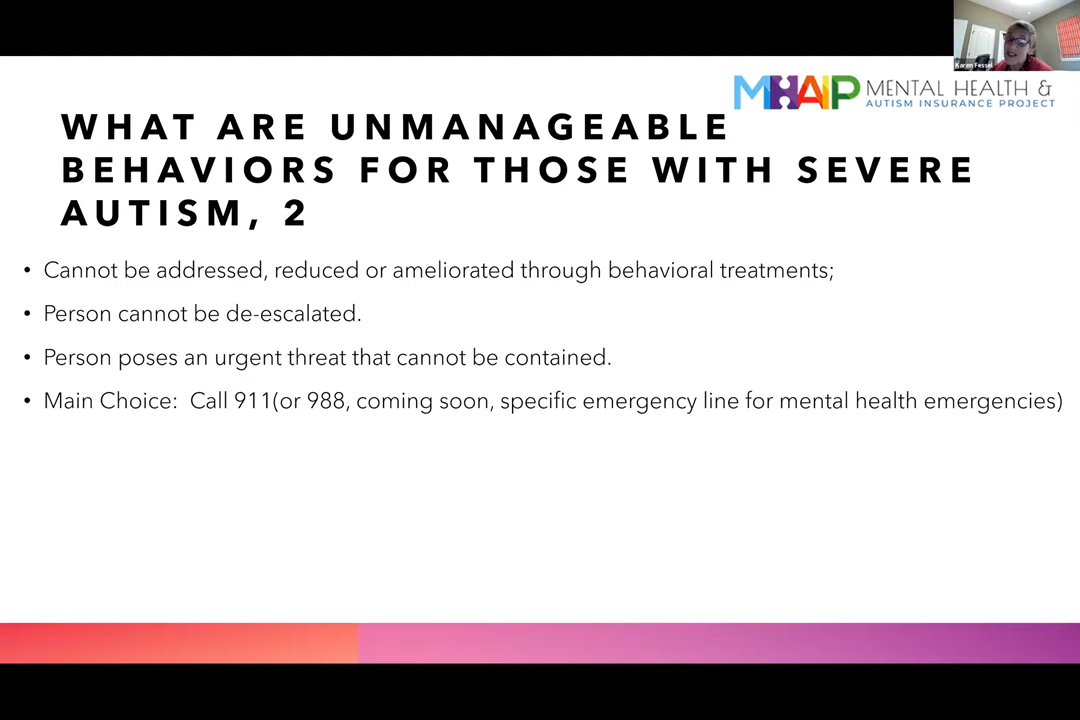 Karen Fessel
MHAIP MENTAL HEALTH &
AUTISM INSURANCE PROJECT
WHAT ARE UNMANAGEABLE
BEHAVIORS FOR THOSE WITH SEVERE
AUTISM, 2
• Cannot be addressed, reduced or ameliorated through behavioral treatments;
• Person cannot be de-escalated.
• Person poses an urgent threat that cannot be contained.
• Main Choice: Call 911(or 988, coming soon, specific emergency line for mental health emergencies)